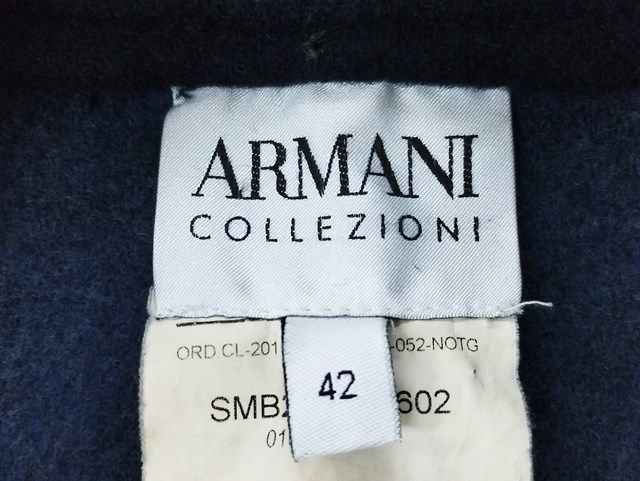 ARMANI
COLLEZIONI
ORD.CL-201 -052-NOTG
42
SMB2 602
01